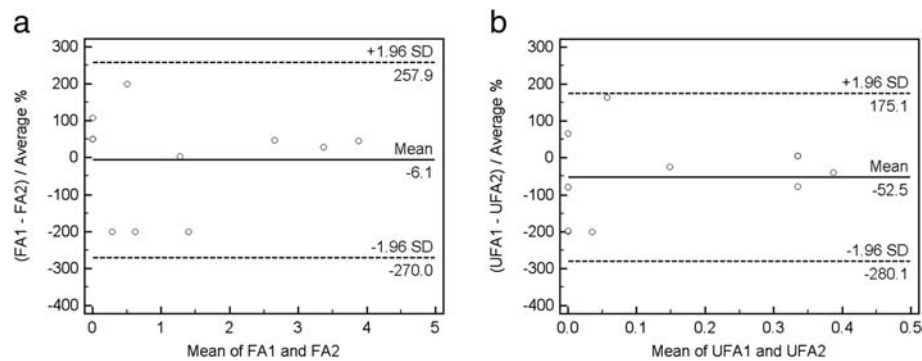 a
(FA1 - FA2) / Average %
300
200
100
0
-100
-200
-300
-400
+1.96 SD
257.9
Mean
-6.1
-1.96 SD
-270.0
0 1 2 3 4 5
Mean of FA1 and FA2
b
(UFA1 - UFA2) / Average %
300
200
100
0
-100
-200
-300
-400
+1.96 SD
175.1
Mean
-52.5
-1.96 SD
-280.1
0.0 0.1 0.2 0.3 0.4 0.5
Mean of UFA1 and UFA2